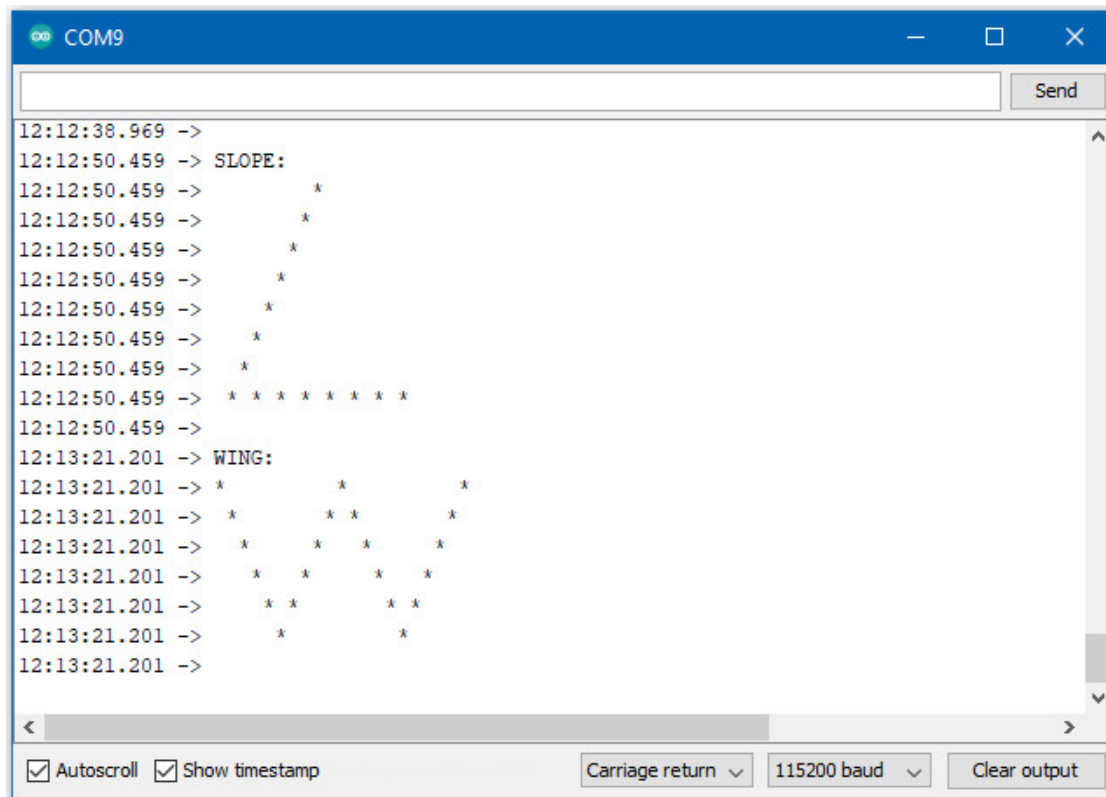 COM9
Send
12:12:38.969 ->
12:12:50.459 -> SLOPE:
12:12:50.459 ->         *
12:12:50.459 ->        *
12:12:50.459 ->       *
12:12:50.459 ->      *
12:12:50.459 ->     *
12:12:50.459 ->    *
12:12:50.459 ->   *
12:12:50.459 ->  * * * * * * * *
12:12:50.459 ->
12:13:21.201 -> WING:
12:13:21.201 -> *         *         *
12:13:21.201 ->  *       * *       *
12:13:21.201 ->   *     *   *     *
12:13:21.201 ->    *   *     *   *
12:13:21.201 ->     * *       * *
12:13:21.201 ->      *         *
12:13:21.201 ->
Autoscroll Show timestamp Carriage return 115200 baud Clear output